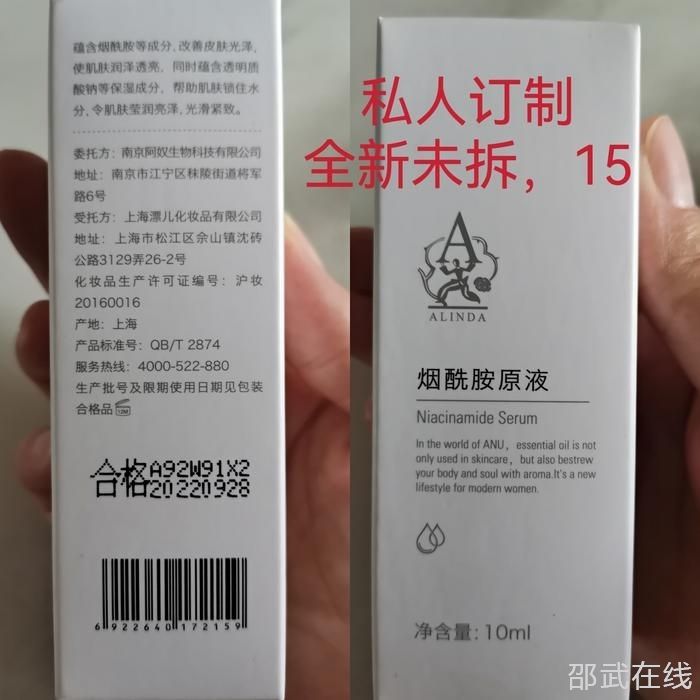 蕴含烟酰胺等成分，改善皮肤光泽，
使肌肤润泽透亮，同时蕴含透明质
酸钠等保湿成分，帮助肌肤锁住水
分，令肌肤莹润亮泽，光滑紧致。
委托方：南京阿奴生物科技有限公司
地址：南京市江宁区秣陵街道将军
路6号
受托方：上海漂儿化妆品有限公司
地址：上海市松江区佘山镇沈砖
公路3129弄26-2号
化妆品生产许可证编号：沪妆
20160016
产地：上海
产品标准号：QB/T 2874
服务热线：4000-522-880
生产批号及限期使用日期见包装
合格品 12M
合格 A92W91X2
20220928
6 922640 172159
私人订制
全新未拆，15
A
ALINDA
烟酰胺原液
Niacinamide Serum
In the world of ANU，essential oil is not
only used in skincare，but also bestrew
your body and soul with aroma.It's a new
lifestyle for modern women.
净含量：10ml
邵武在线